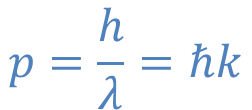 p = h/λ = ℏk